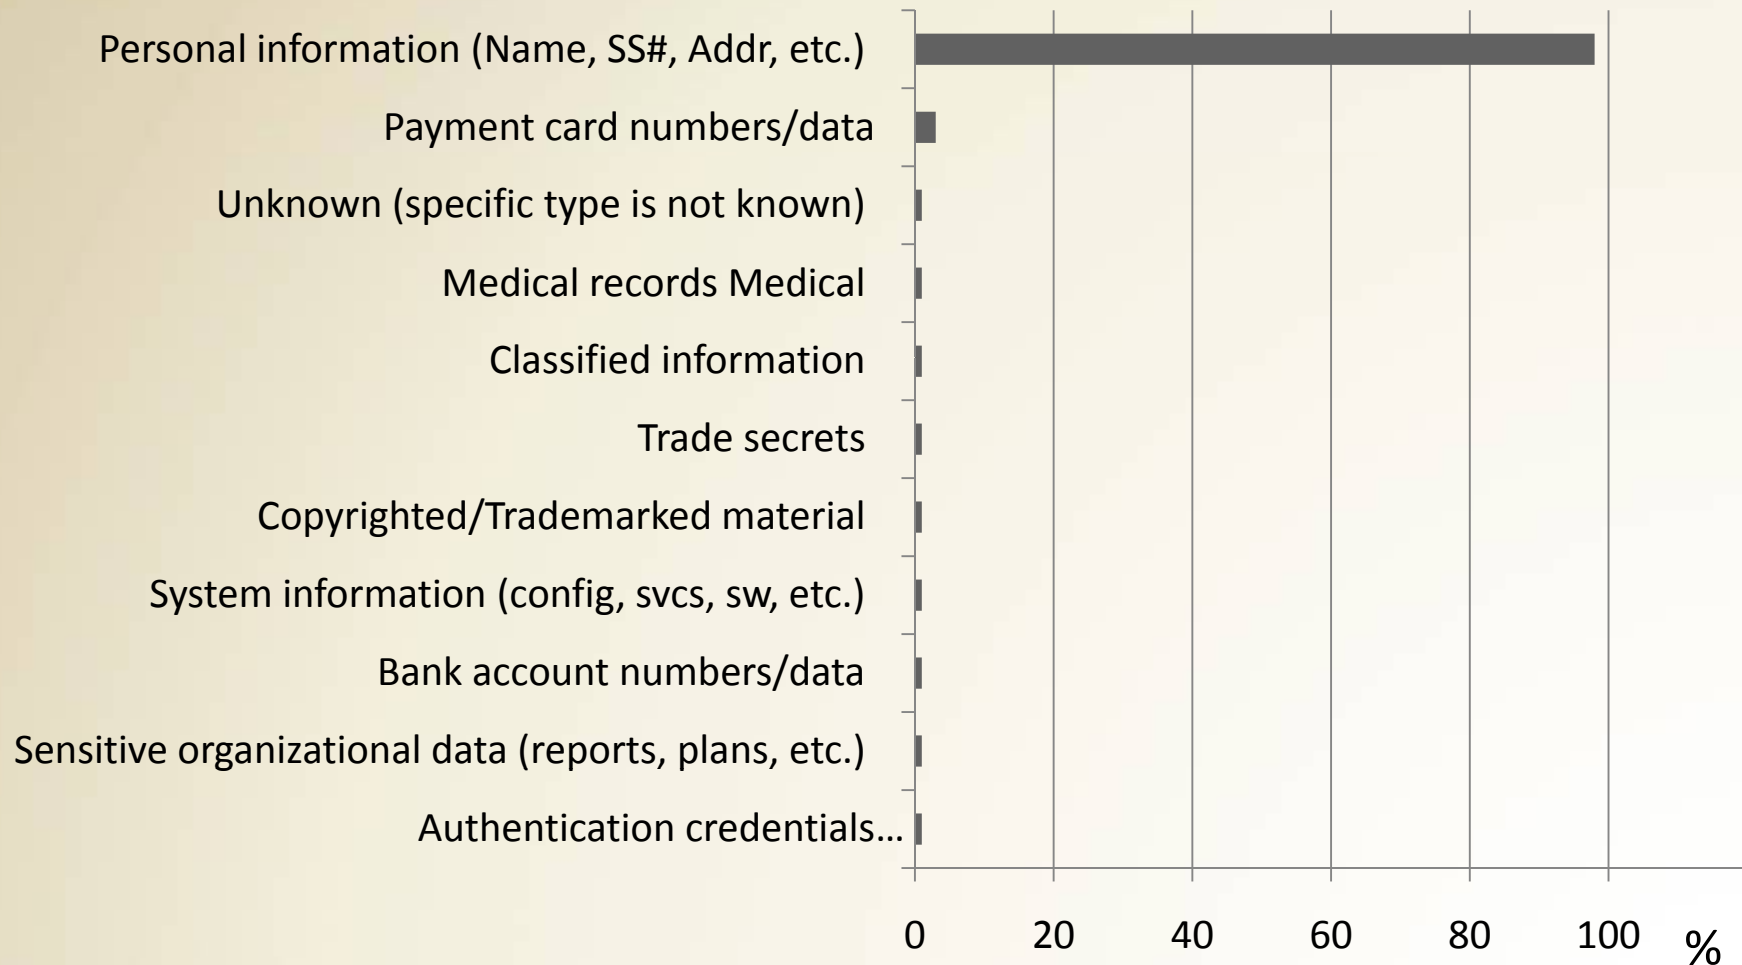 Personal information (Name, SS#, Addr, etc.)
Payment card numbers/data
Unknown (specific type is not known)
Medical records Medical
Classified information
Trade secrets
Copyrighted/Trademarked material
System information (config, svcs, sw, etc.)
Bank account numbers/data
Sensitive organizational data (reports, plans, etc.)
Authentication credentials…
0 20 40 60 80 100 %